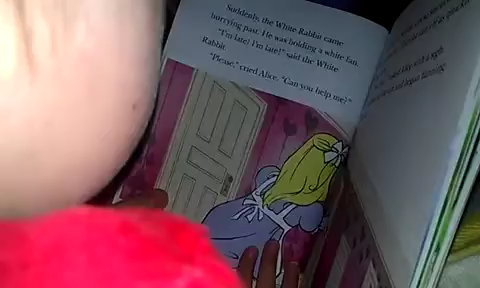 Suddenly, the White Rabbit came
hurrying past. He was holding a white fan.
"I'm late! I'm late!" said the White
Rabbit
"Please," cried Alice. "Can you help me?"